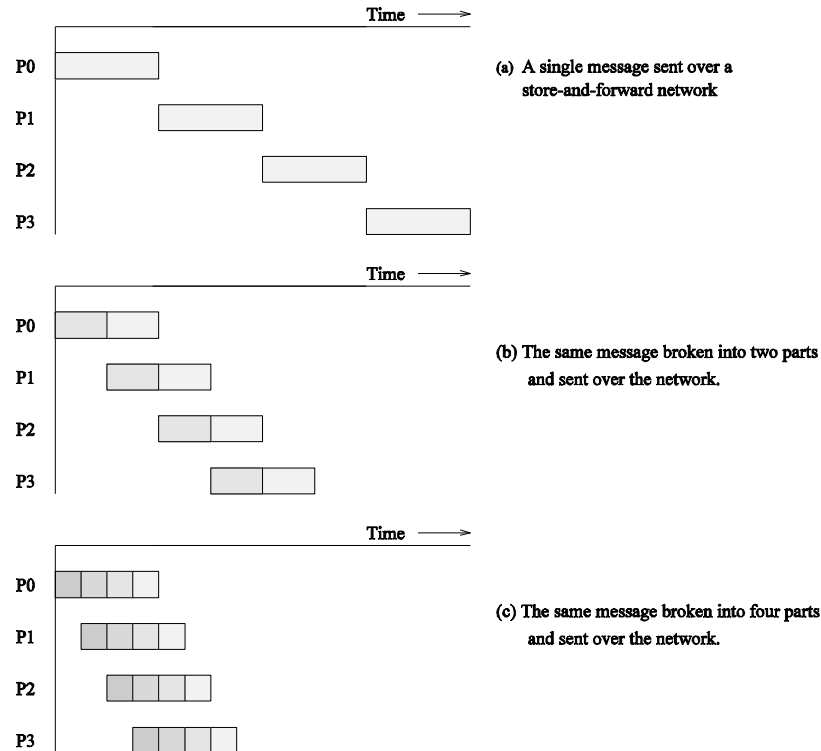 Time
P0
(a) A single message sent over a
store-and-forward network
P1
P2
P3
Time
P0
(b) The same message broken into two parts
and sent over the network.
P1
P2
P3
Time
P0
(c) The same message broken into four parts
and sent over the network.
P1
P2
P3